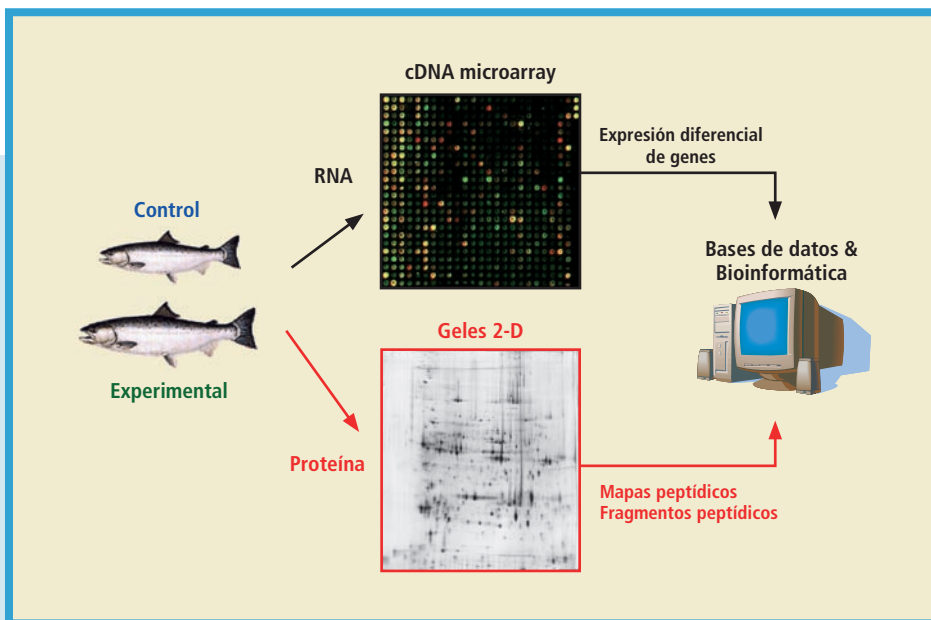 cDNA microarray
RNA
Expresión diferencial
de genes
Control
Bases de datos &
Bioinformática
Geles 2-D
Experimental
Proteína
Mapas peptídicos
Fragmentos peptídicos